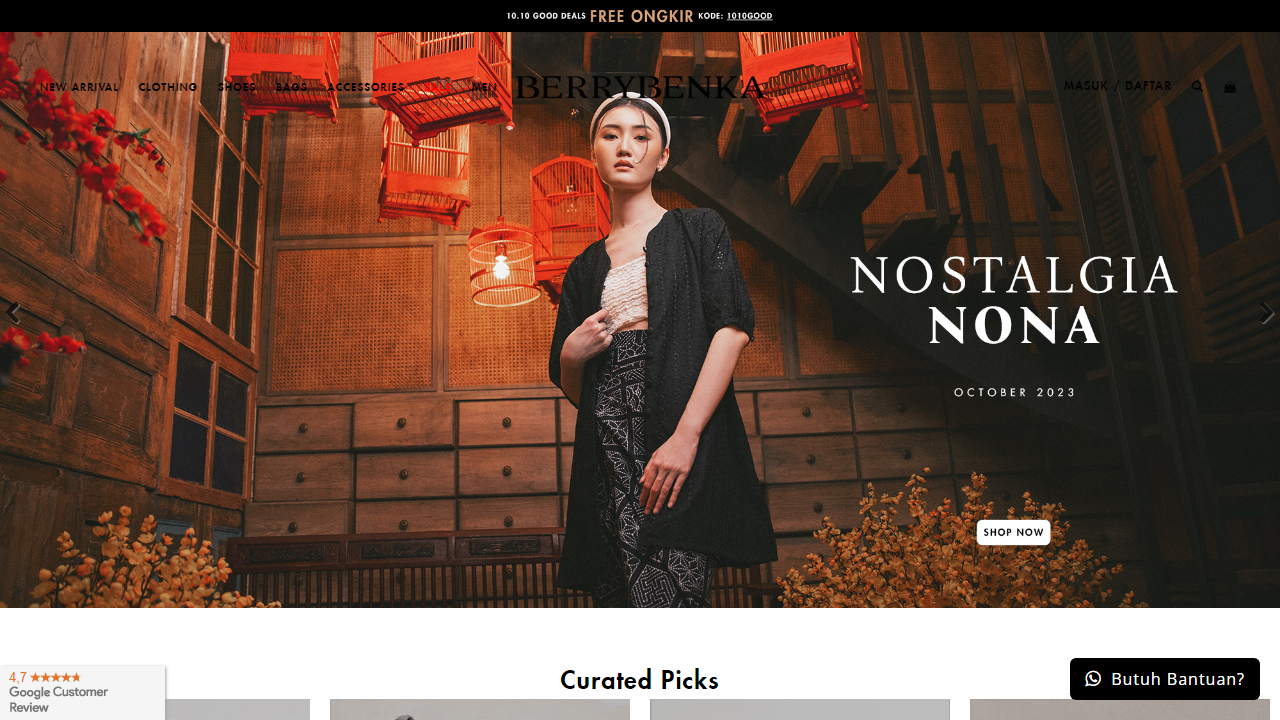 10.10 GOOD DEALS FREE ONGKIR KODE: 1010GOOD
NEW ARRIVAL CLOTHING SHOES BAGS ACCESSORIES MEN
BERRYBENKA
MASUK / DAFTAR
NOSTALGIA
NONA
OCTOBER 2023
SHOP NOW
Curated Picks
4,7
Google Customer
Review
Butuh Bantuan?